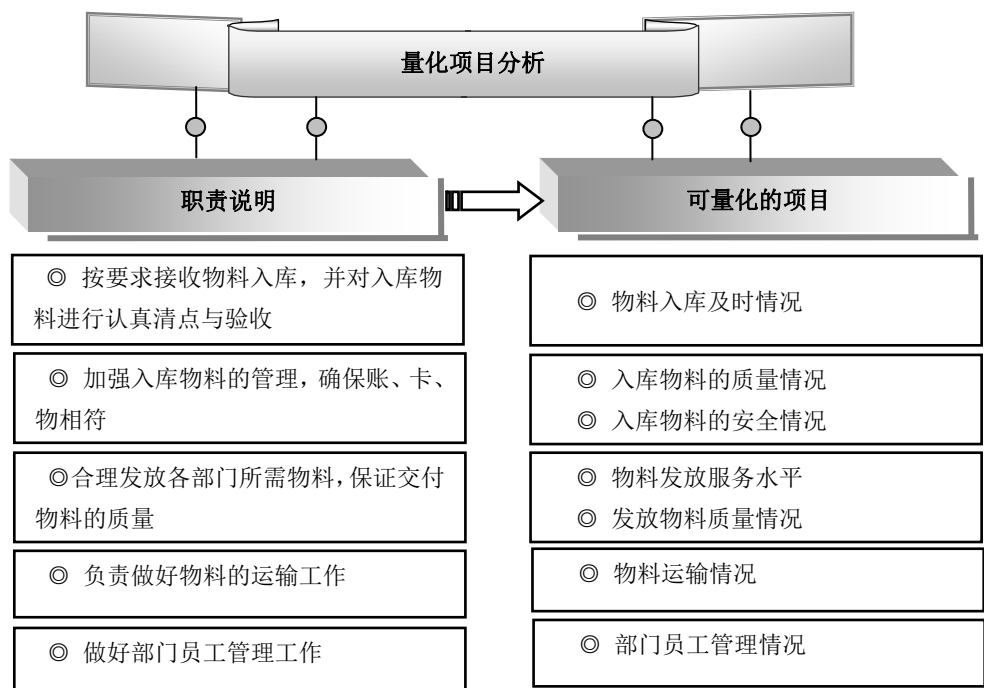 量化项目分析
职责说明
可量化的项目
◎ 按要求接收物料入库，并对入库物
料进行认真清点与验收
◎ 物料入库及时情况
◎ 加强入库物料的管理，确保账、卡、
物相符
◎ 入库物料的质量情况
◎ 入库物料的安全情况
◎合理发放各部门所需物料，保证交付
物料的质量
◎ 物料发放服务水平
◎ 发放物料质量情况
◎ 负责做好物料的运输工作
◎ 物料运输情况
◎ 做好部门员工管理工作
◎ 部门员工管理情况